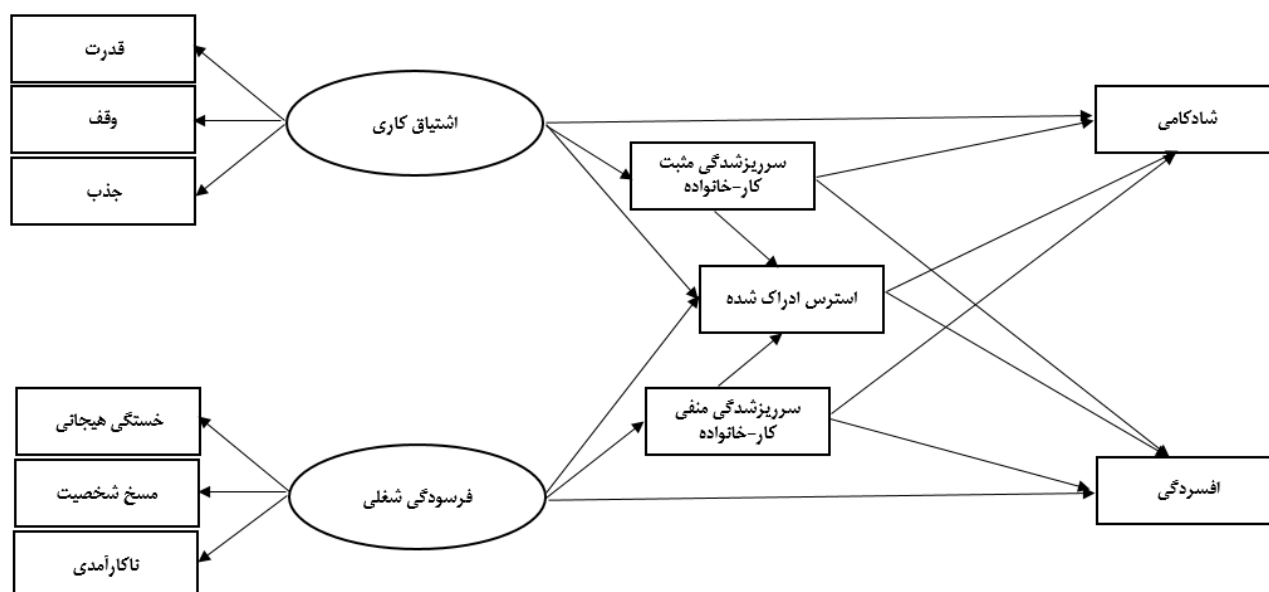 قدرت
وقف
جذب
اشتیاق کاری
شادکامی
سرریزشدگی مثبت
کار-خانواده
استرس ادراک شده
سرریزشدگی منفی
کار-خانواده
خستگی هیجانی
مسخ شخصیت
ناکارآمدی
فرسودگی شغلی
افسردگی